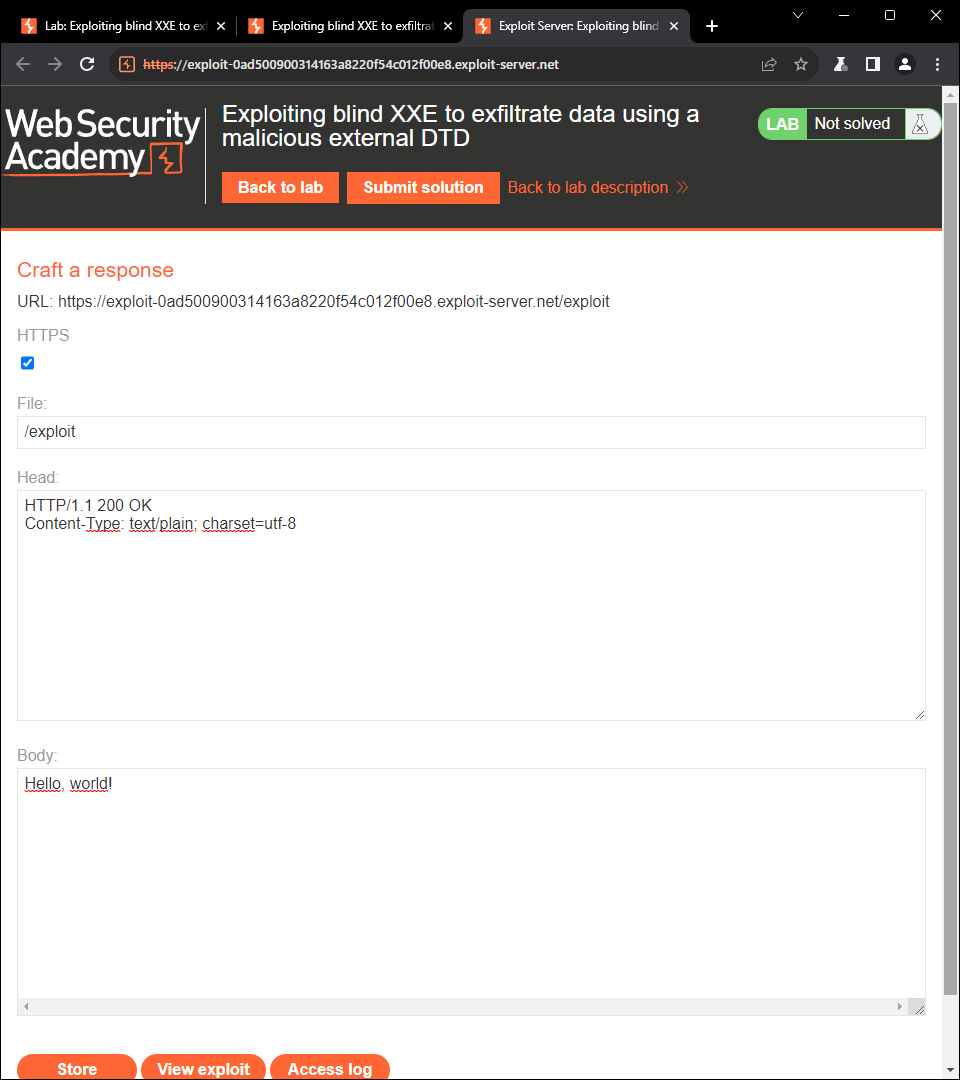 Lab: Exploiting blind XXE to ex
Exploiting blind XXE to exfiltrat
Exploit Server: Exploiting blind
https://exploit-0ad500900314163a8220f54c012f00e8.exploit-server.net
Web Security
Academy
Exploiting blind XXE to exfiltrate data using a
malicious external DTD
LAB Not solved
Back to lab Submit solution Back to lab description
Craft a response
URL: https://exploit-0ad500900314163a8220f54c012f00e8.exploit-server.net/exploit
HTTPS
File:
/exploit
Head:
HTTP/1.1 200 OK
Content-Type: text/plain; charset=utf-8
Body:
Hello, world!
Store View exploit Access log